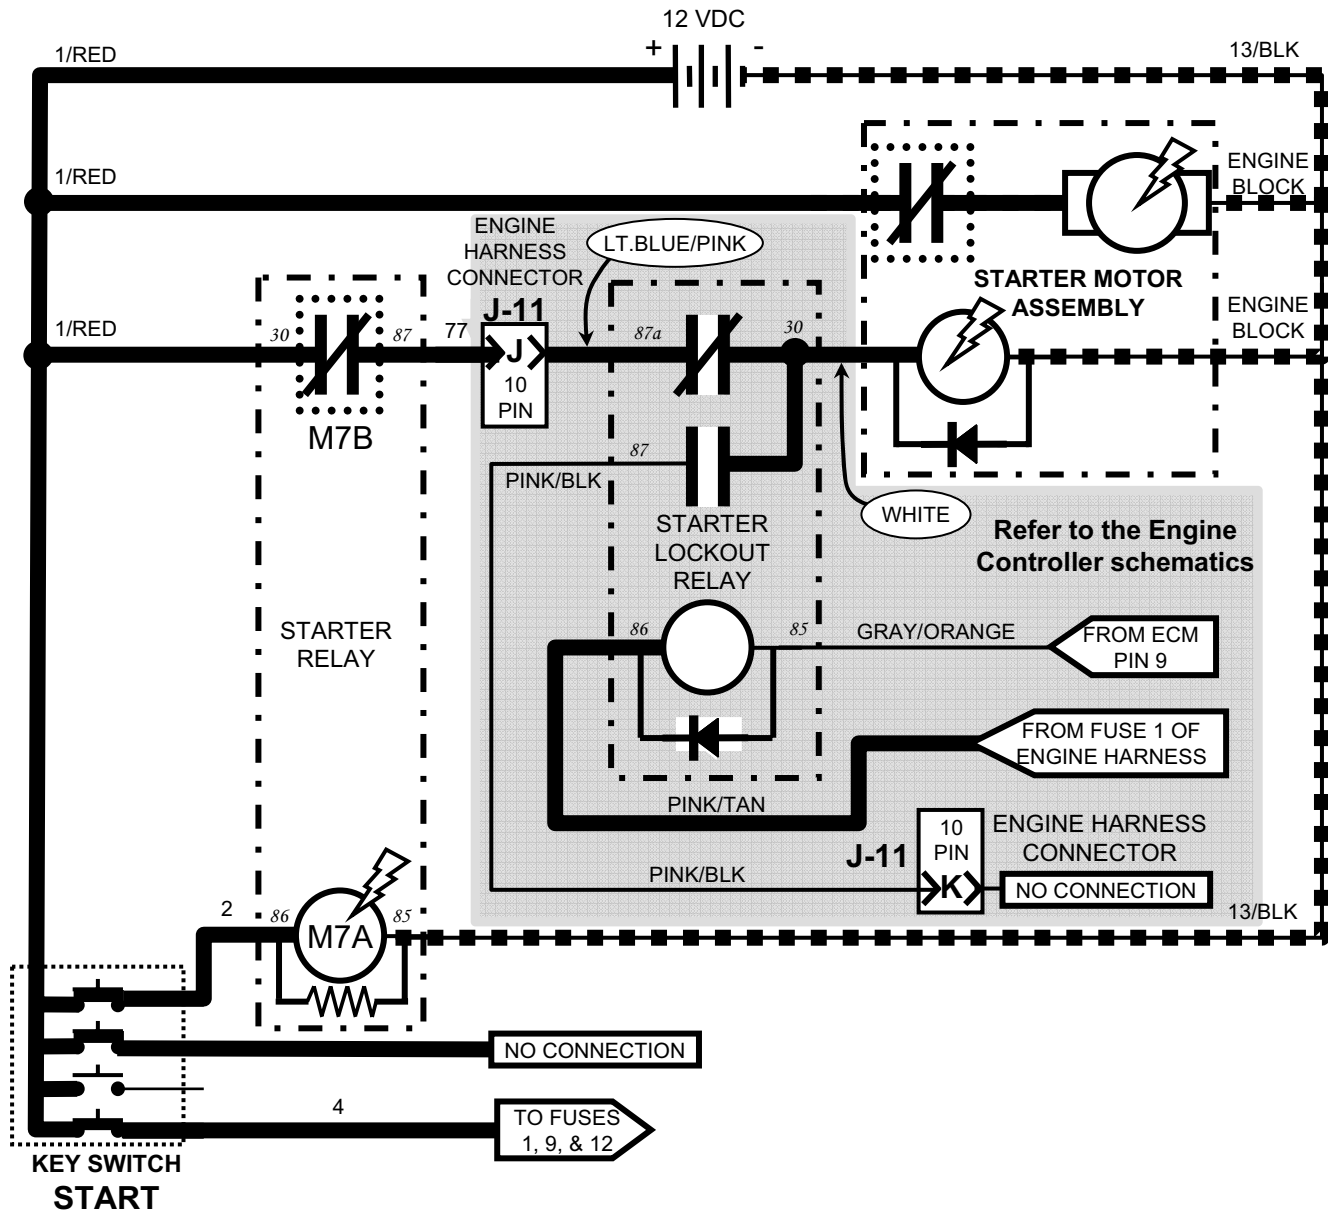 12 VDC
+
-
1/RED
13/BLK
1/RED
ENGINE
BLOCK
ENGINE
HARNESS
CONNECTOR
LT.BLUE/PINK
STARTER MOTOR
ASSEMBLY
ENGINE
BLOCK
1/RED
30
87
77
J-11
J
10
PIN
87a
30
M7B
87
PINK/BLK
WHITE
STARTER
LOCKOUT
RELAY
Refer to the Engine
Controller schematics
STARTER
RELAY
86
85
GRAY/ORANGE
FROM ECM
PIN 9
FROM FUSE 1 OF
ENGINE HARNESS
PINK/TAN
10
PIN
K
J-11
ENGINE HARNESS
CONNECTOR
PINK/BLK
NO CONNECTION
13/BLK
2
86
M7A
85
NO CONNECTION
4
TO FUSES
1, 9, & 12
KEY SWITCH
START